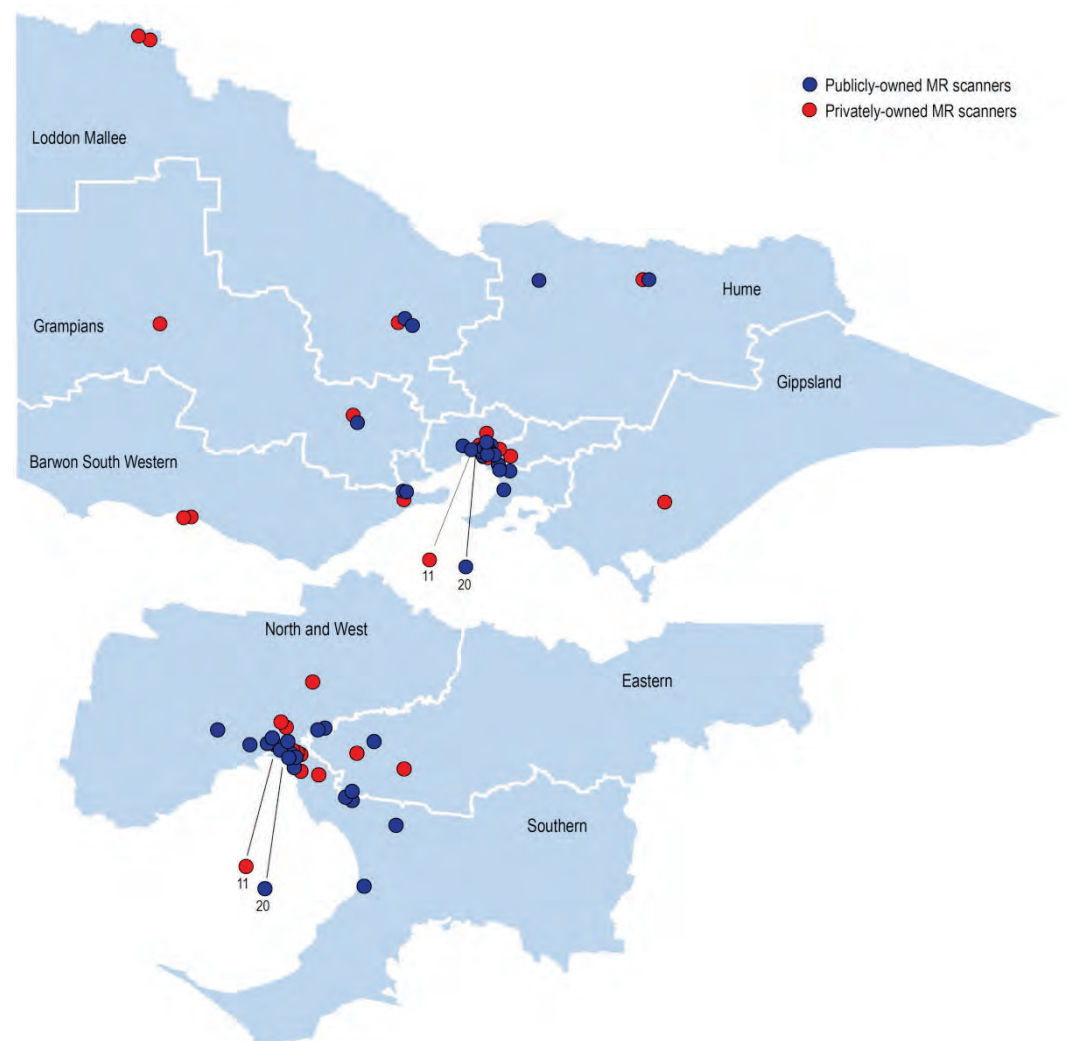 Publicly-owned MR scanners
Privately-owned MR scanners
Loddon Mallee
Hume
Grampians
Gippsland
Barwon South Western
11
20
North and West
Eastern
Southern
11
20